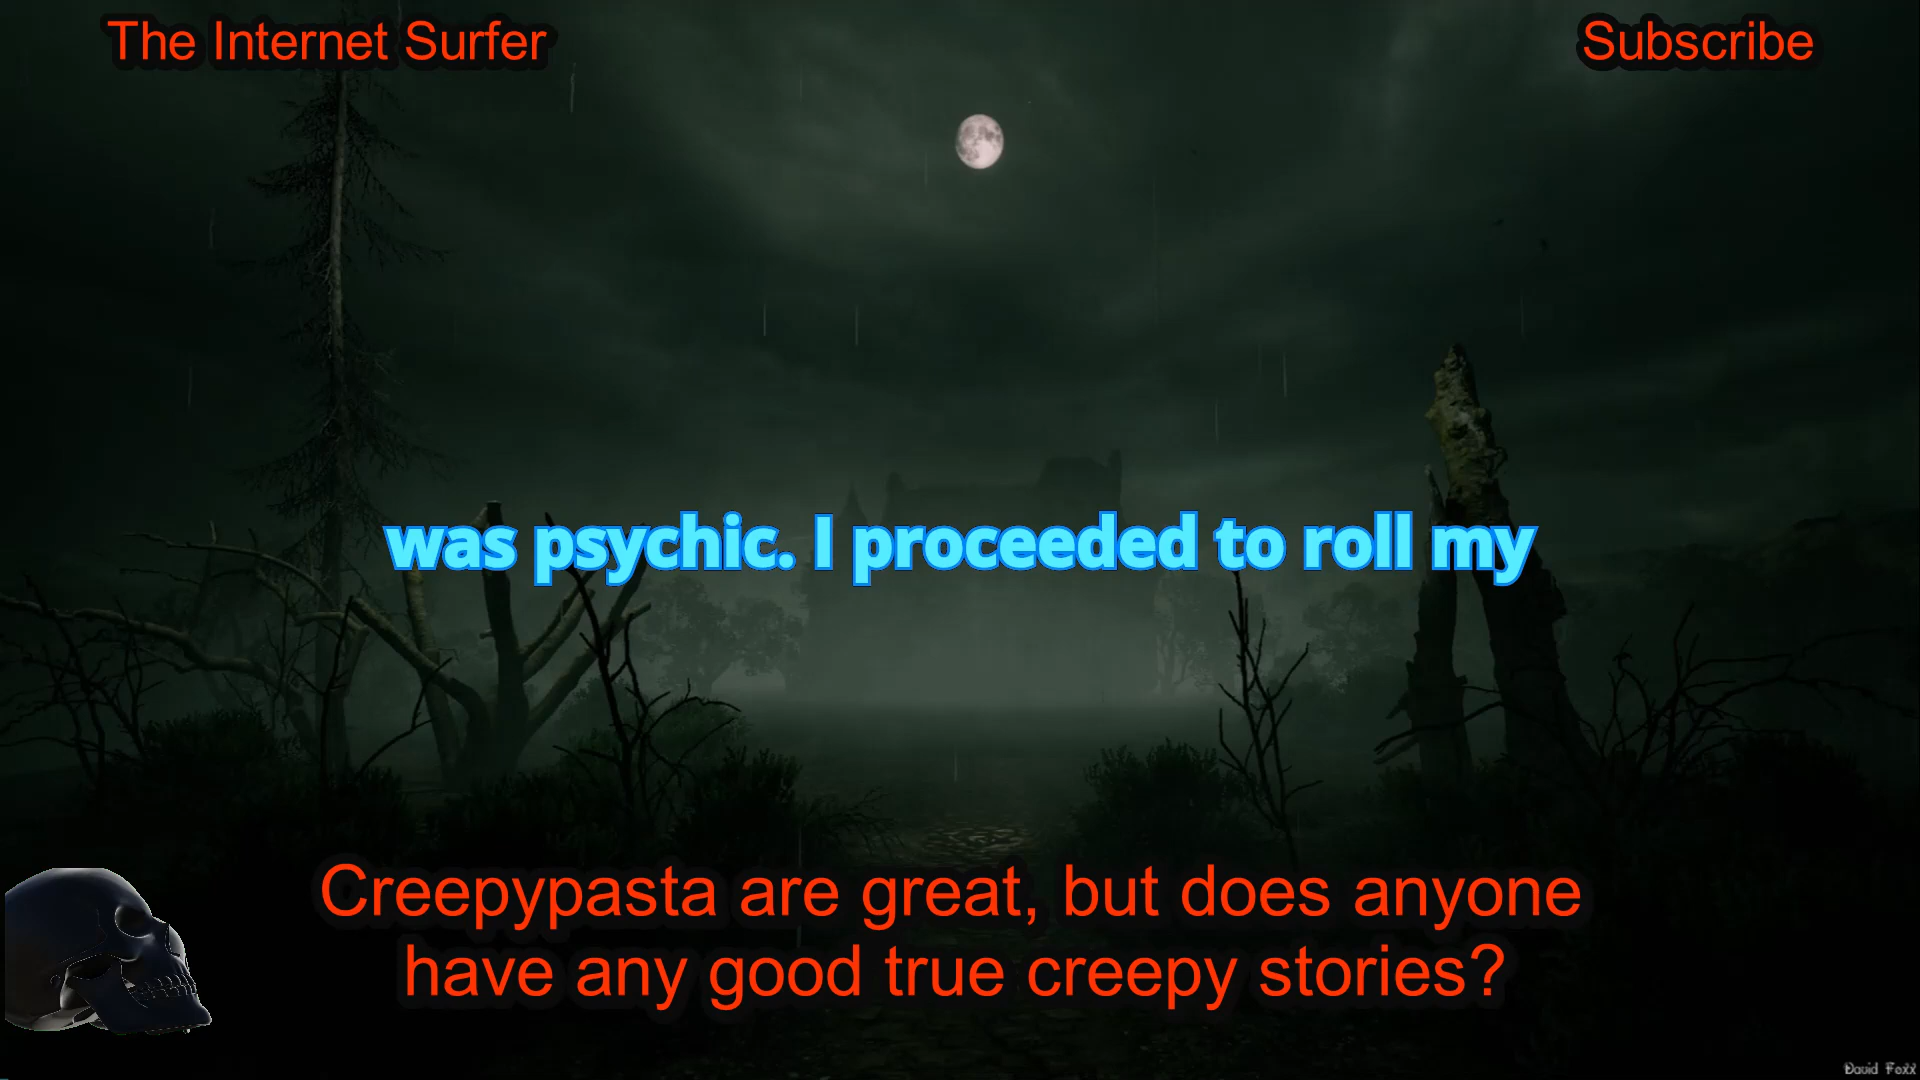 The Internet Surfer
Subscribe
was psychic. I proceeded to roll my
Creepypasta are great, but does anyone
have any good true creepy stories?
David Foxx